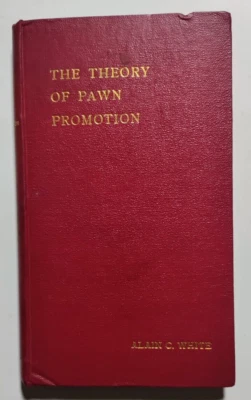 THE THEORY
OF PAWN
PROMOTION
ALAIN C. WHITE